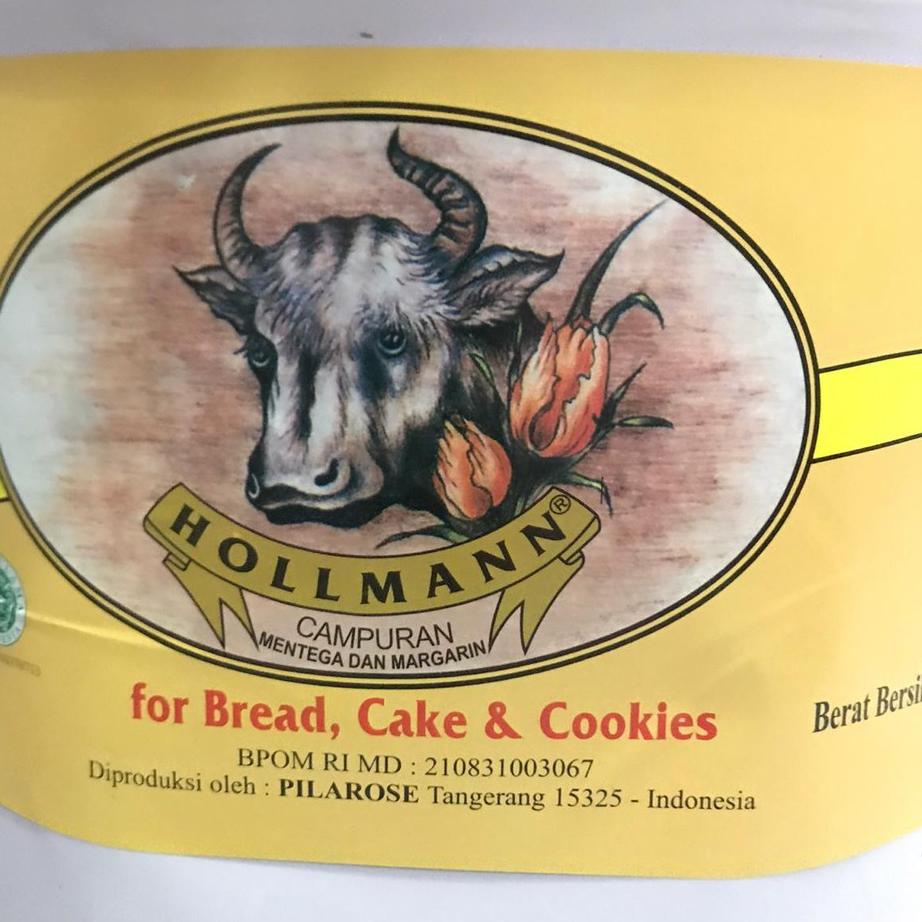 HOLLMANN®
CAMPURAN
MENTEGA DAN MARGARIN
for Bread, Cake & Cookies
BPOM RI MD : 210831003067
Diproduksi oleh : PILAROSE Tangerang 15325 - Indonesia
Berat